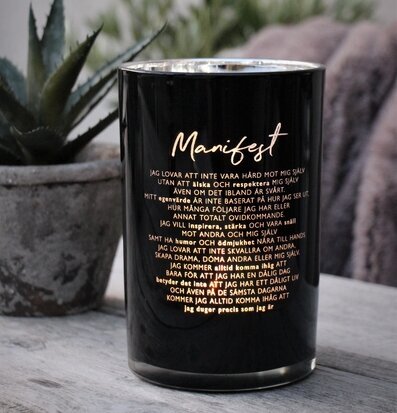 Manifest
JAG LOVAR ATT INTE VARA HÅRD MOT MIG SJÄLV
UTAN ATT älska OCH respektera MIG SJÄLV
ÄVEN OM DET IBLAND ÄR SVÅRT.
MITT egenvärde ÄR INTE BASERAT PÅ HUR JAG SER UT,
HUR MÅNGA FÖLJARE JAG HAR ELLER
ANNAT TOTALT OVIDKOMMANDE.
JAG VILL inspirera, stärka OCH VARA snäll
MOT ANDRA OCH MIG SJÄLV
SAMT HA humor OCH ödmjukhet NÄRA TILL HANDS.
JAG LOVAR ATT INTE SKVALLRA OM ANDRA,
SKAPA DRAMA, DÖMA ANDRA ELLER MIG SJÄLV.
JAG KOMMER alltid komma ihåg ATT
BARA FÖR ATT JAG HAR EN DÅLIG DAG
betyder det inte ATT JAG HAR ETT DÅLIGT LIV
OCH ÄVEN PÅ DE SÄMSTA DAGARNA
KOMMER JAG ALLTID KOMMA IHÅG ATT
jag duger precis som jag är